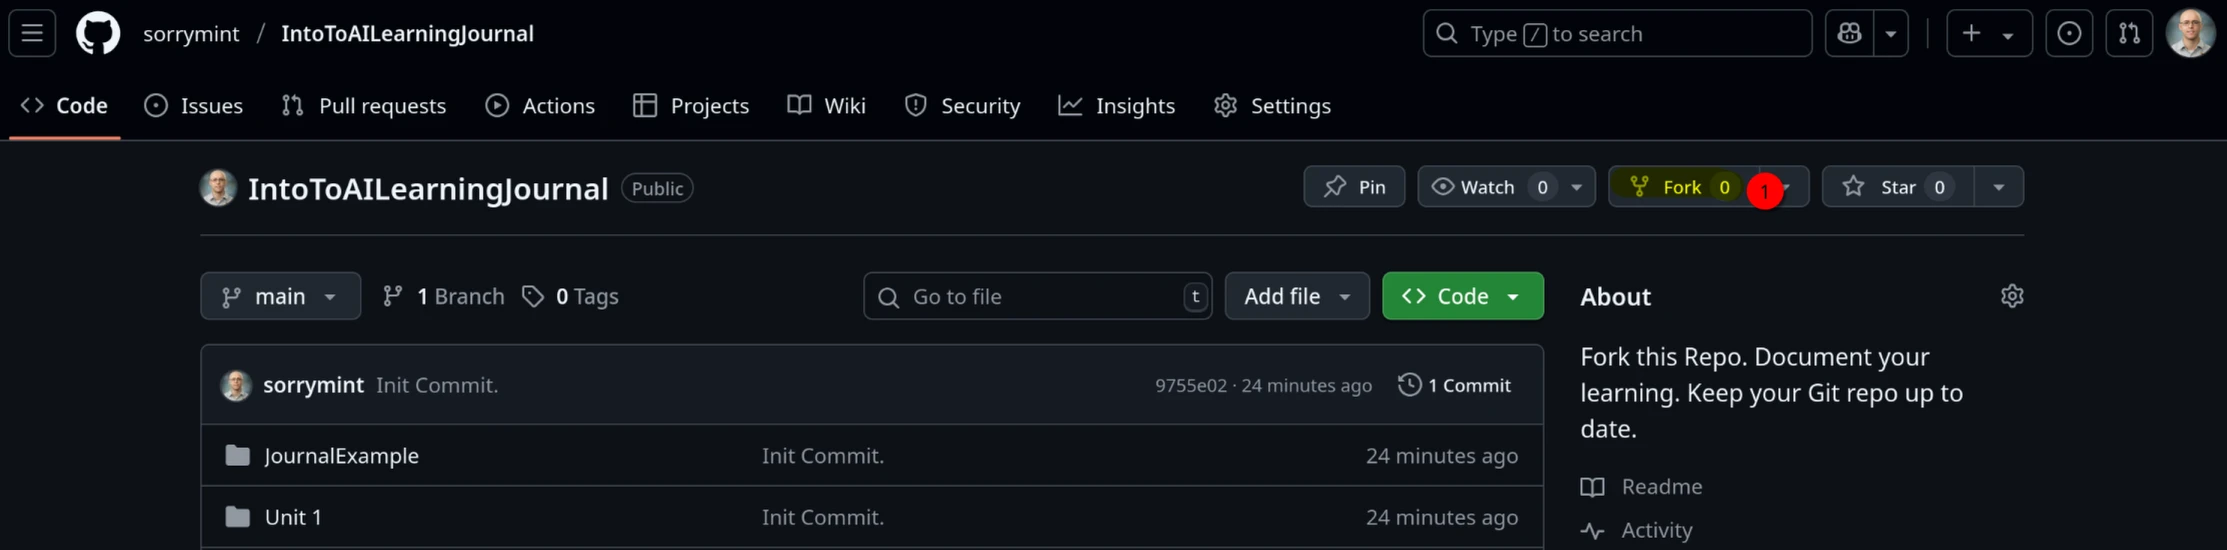 sorrymint / IntoToAILearningJournal Type / to search
Code Issues Pull requests Actions Projects Wiki Security Insights Settings
IntoToAILearningJournal Public Pin Watch 0 Fork 0 1 Star 0
main 1 Branch 0 Tags Go to file t Add file Code About
sorrymint Init Commit. 9755e02 · 24 minutes ago 1 Commit
Fork this Repo. Document your
learning. Keep your Git repo up to
date.
JournalExample Init Commit. 24 minutes ago
Readme
Unit 1 Init Commit. 24 minutes ago
Activity